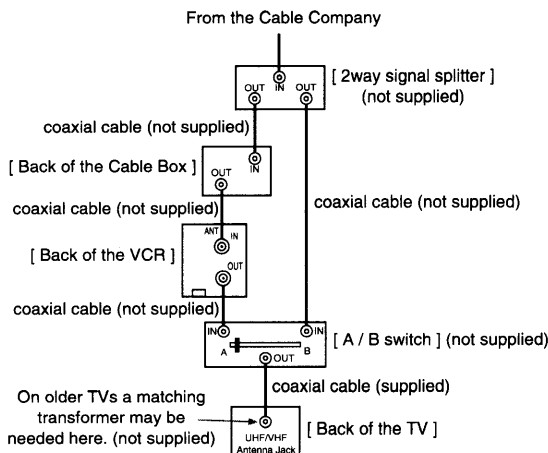 From the Cable Company
[ 2way signal splitter ]
(not supplied)
IN
OUT
OUT
coaxial cable (not supplied)
[ Back of the Cable Box ]
IN
OUT
coaxial cable (not supplied)
coaxial cable (not supplied)
ANT
IN
[ Back of the VCR ]
OUT
coaxial cable (not supplied)
IN
IN
[ A / B switch ] (not supplied)
A
B
OUT
coaxial cable (supplied)
On older TVs a matching
transformer may be
needed here. (not supplied)
[ Back of the TV ]
UHF/VHF
Antenna Jack